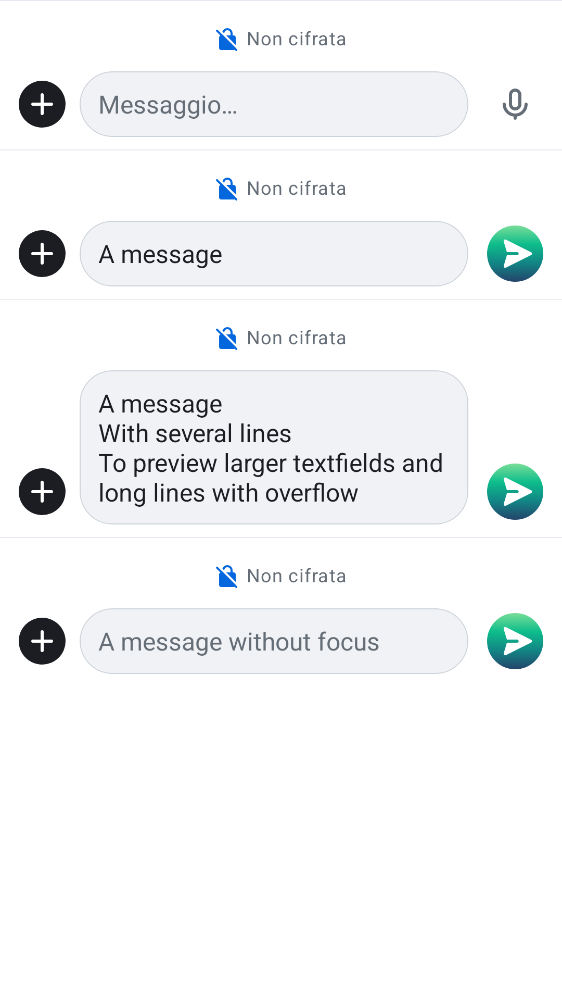 Non cifrata
Messaggio…
Non cifrata
A message
Non cifrata
A message
With several lines
To preview larger textfields and
long lines with overflow
Non cifrata
A message without focus